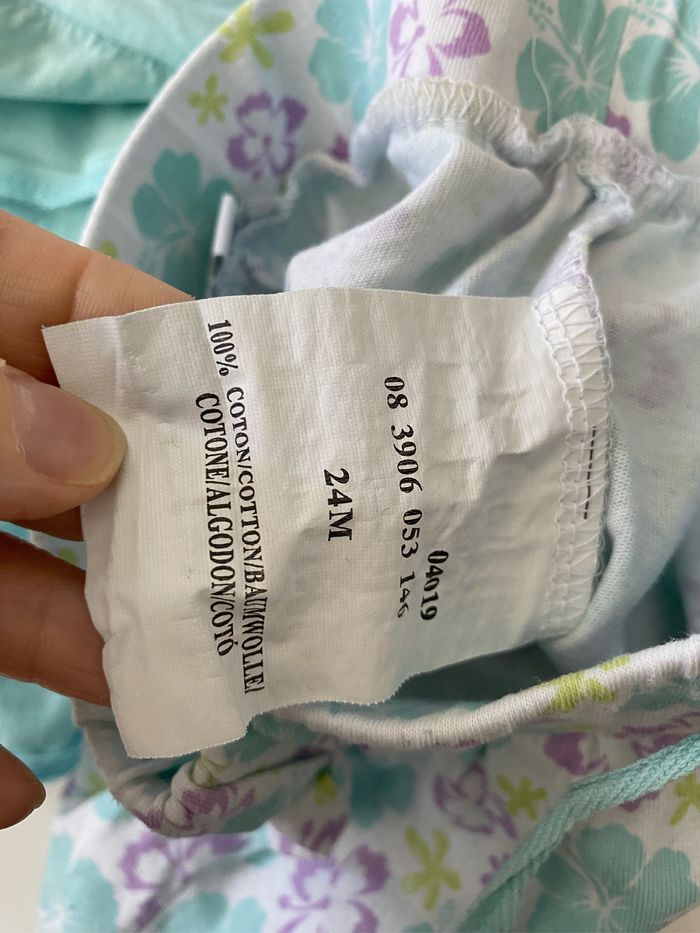 04019
08 3906 053 146
24M
100% COTON/COTTON/BAUMWOLLE/
COTONE/ALGODON/COTÓ